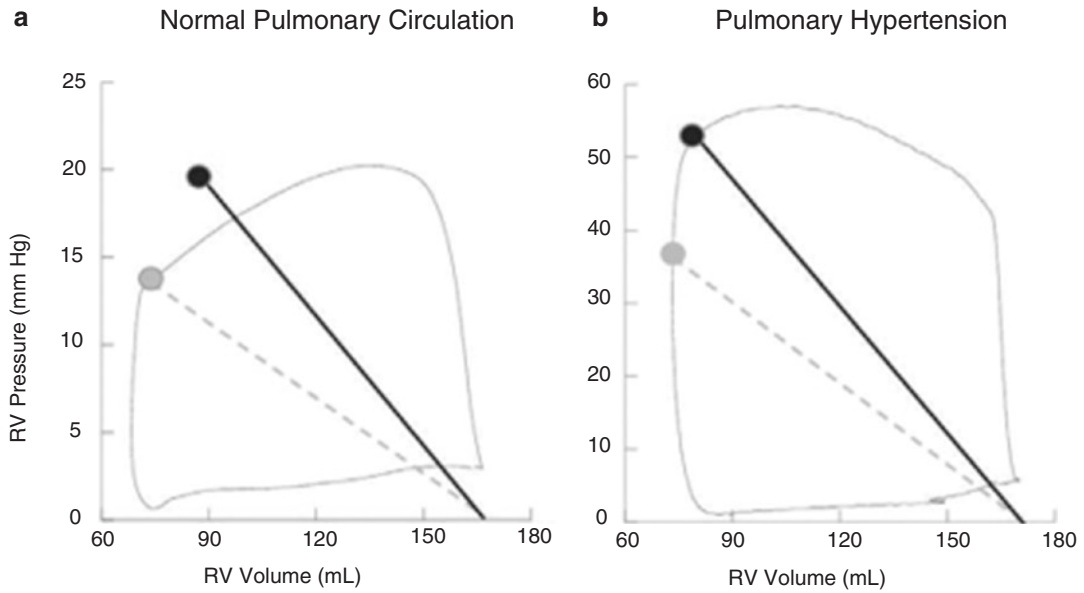 a Normal Pulmonary Circulation
25
20
15
10
5
0
60 90 120 150 180
RV Pressure (mm Hg)
RV Volume (mL)
b Pulmonary Hypertension
60
50
40
30
20
10
0
60 90 120 150 180
RV Volume (mL)